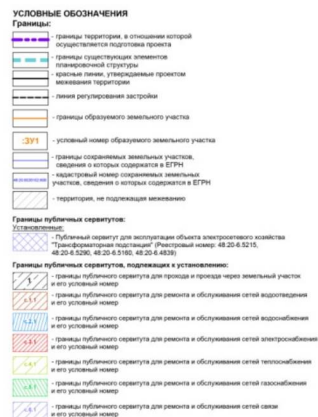 УСЛОВНЫЕ ОБОЗНАЧЕНИЯ
Границы:
- границы территории, в отношении которой
осуществляется подготовка проекта
- границы существующих элементов
планировочной структуры
- красные линии, утверждаемые проектом
межевания территории
- линия регулирования застройки
- границы образуемого земельного участка
:ЗУ1 - условный номер образуемого земельного участка
- границы сохраняемых земельных участков,
сведения о которых содержатся в ЕГРН
- кадастровый номер сохраняемых земельных
участков, сведения о которых содержатся в ЕГРН
- территория, не подлежащая межеванию
Границы публичных сервитутов:
Установленные:
- Публичный сервитут для эксплуатации объекта электросетевого хозяйства
"Трансформаторная подстанция" (Реестровый номер: 48:20-6.5215,
48:20-6.5290, 48:20-6.5160, 48:20-6.4839)
Границы публичных сервитутов, подлежащих к установлению:
- границы публичного сервитута для прохода и проезда через земельный участок
и его условный номер
- границы публичного сервитута для ремонта и обслуживания сетей водоотведения
и его условный номер
- границы публичного сервитута для ремонта и обслуживания сетей водоснабжения
и его условный номер
- границы публичного сервитута для ремонта и обслуживания сетей электроснабжения
и его условный номер
- границы публичного сервитута для ремонта и обслуживания сетей теплоснабжения
и его условный номер
- границы публичного сервитута для ремонта и обслуживания сетей газоснабжения
и его условный номер
- границы публичного сервитута для ремонта и обслуживания сетей связи
и его условный номер